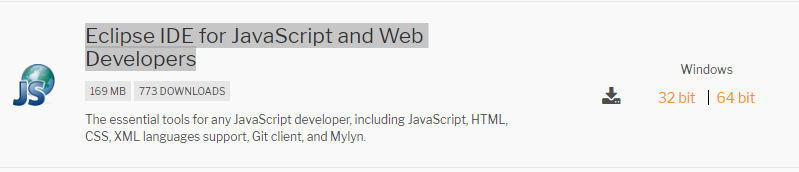 Eclipse IDE for JavaScript and Web
Developers
169 MB 773 DOWNLOADS
The essential tools for any JavaScript developer, including JavaScript, HTML,
CSS, XML languages support, Git client, and Mylyn.
JS
Windows
32 bit | 64 bit